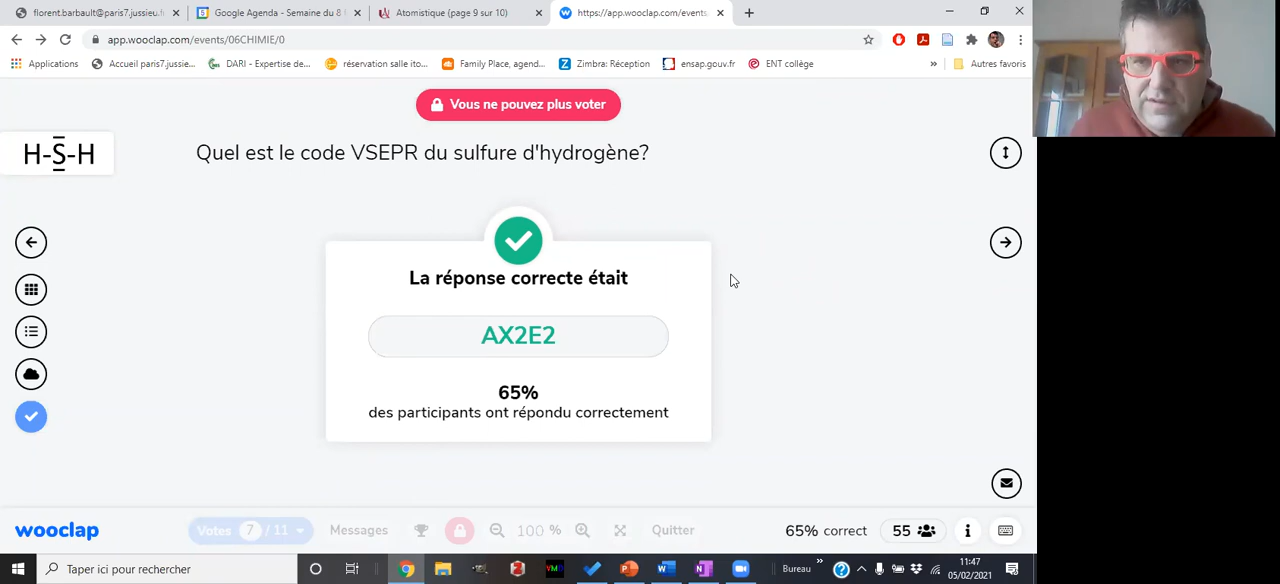 florent.barbault@paris7.jussieu.f
Google Agenda - Semaine du 8
Atomistique (page 9 sur 10)
https://app.wooclap.com/events
app.wooclap.com/events/06CHIMIE/0
Applications
Accueil paris7.jussie...
DARI - Expertise de...
réservation salle ito...
Family Place, agend...
Zimbra: Réception
ensap.gouv.fr
ENT collège
»
Autres favoris
Vous ne pouvez plus voter
H-S-H
Quel est le code VSEPR du sulfure d'hydrogène?
La réponse correcte était
AX2E2
65%
des participants ont répondu correctement
wooclap
Votes 7 / 11
Messages
100 %
Quitter
65% correct
55
Taper ici pour rechercher
YMD
Bureau
»
11:47
05/02/2021